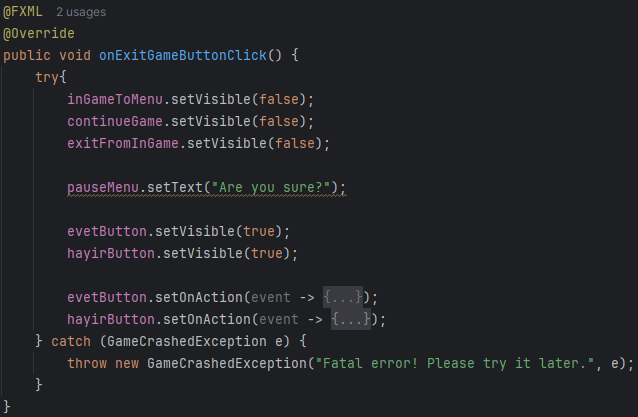 @FXML 2 usages
@Override
public void onExitGameButtonClick() {
try{
inGameToMenu.setVisible(false);
continueGame.setVisible(false);
exitFromInGame.setVisible(false);
pauseMenu.setText("Are you sure?");
evetButton.setVisible(true);
hayirButton.setVisible(true);
evetButton.setOnAction(event -> {...});
hayirButton.setOnAction(event -> {...});
} catch (GameCrashedException e) {
throw new GameCrashedException("Fatal error! Please try it later.", e);
}
}